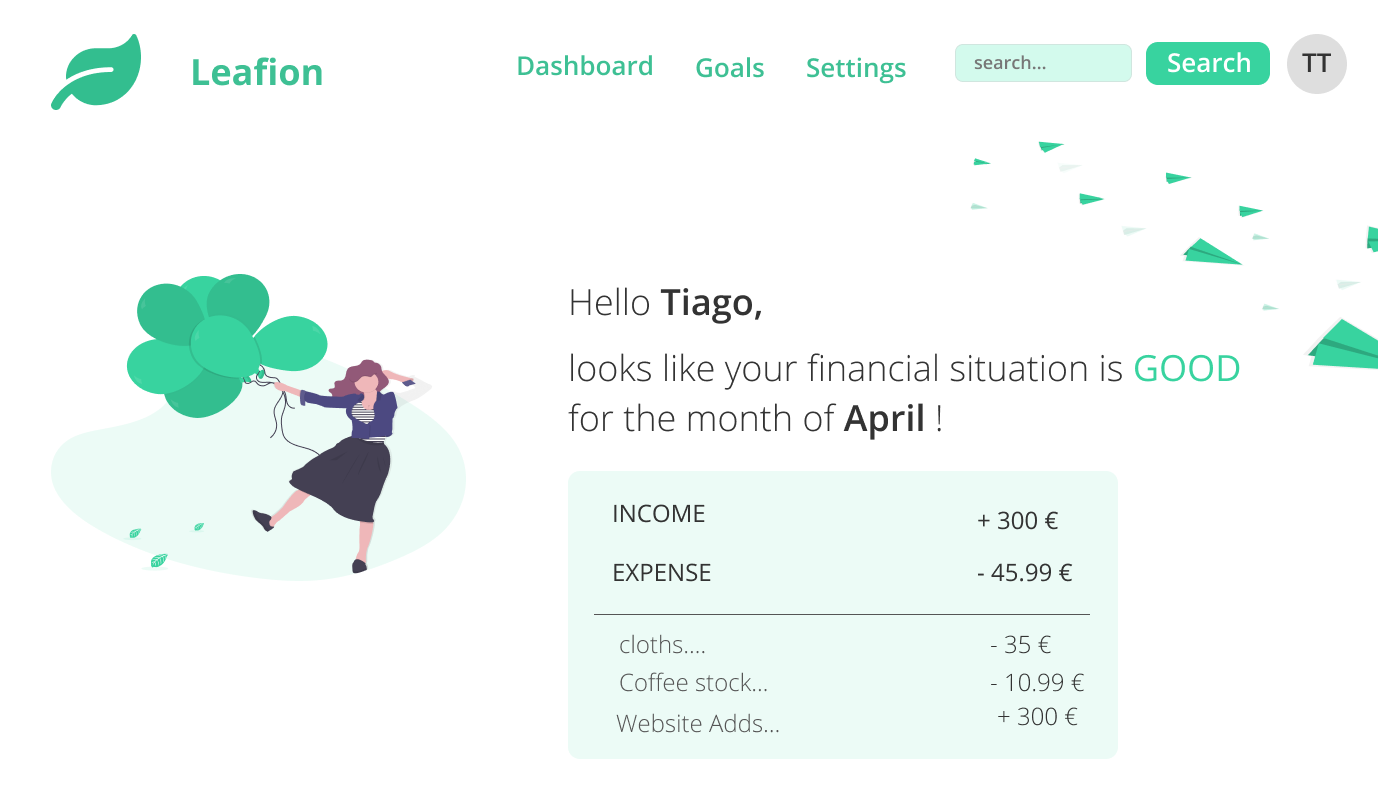 Leafion
Dashboard Goals Settings search... Search TT
Hello Tiago,
looks like your financial situation is GOOD
for the month of April !
INCOME + 300 €
EXPENSE - 45.99 €
cloths.... - 35 €
Coffee stock... - 10.99 €
Website Adds... + 300 €